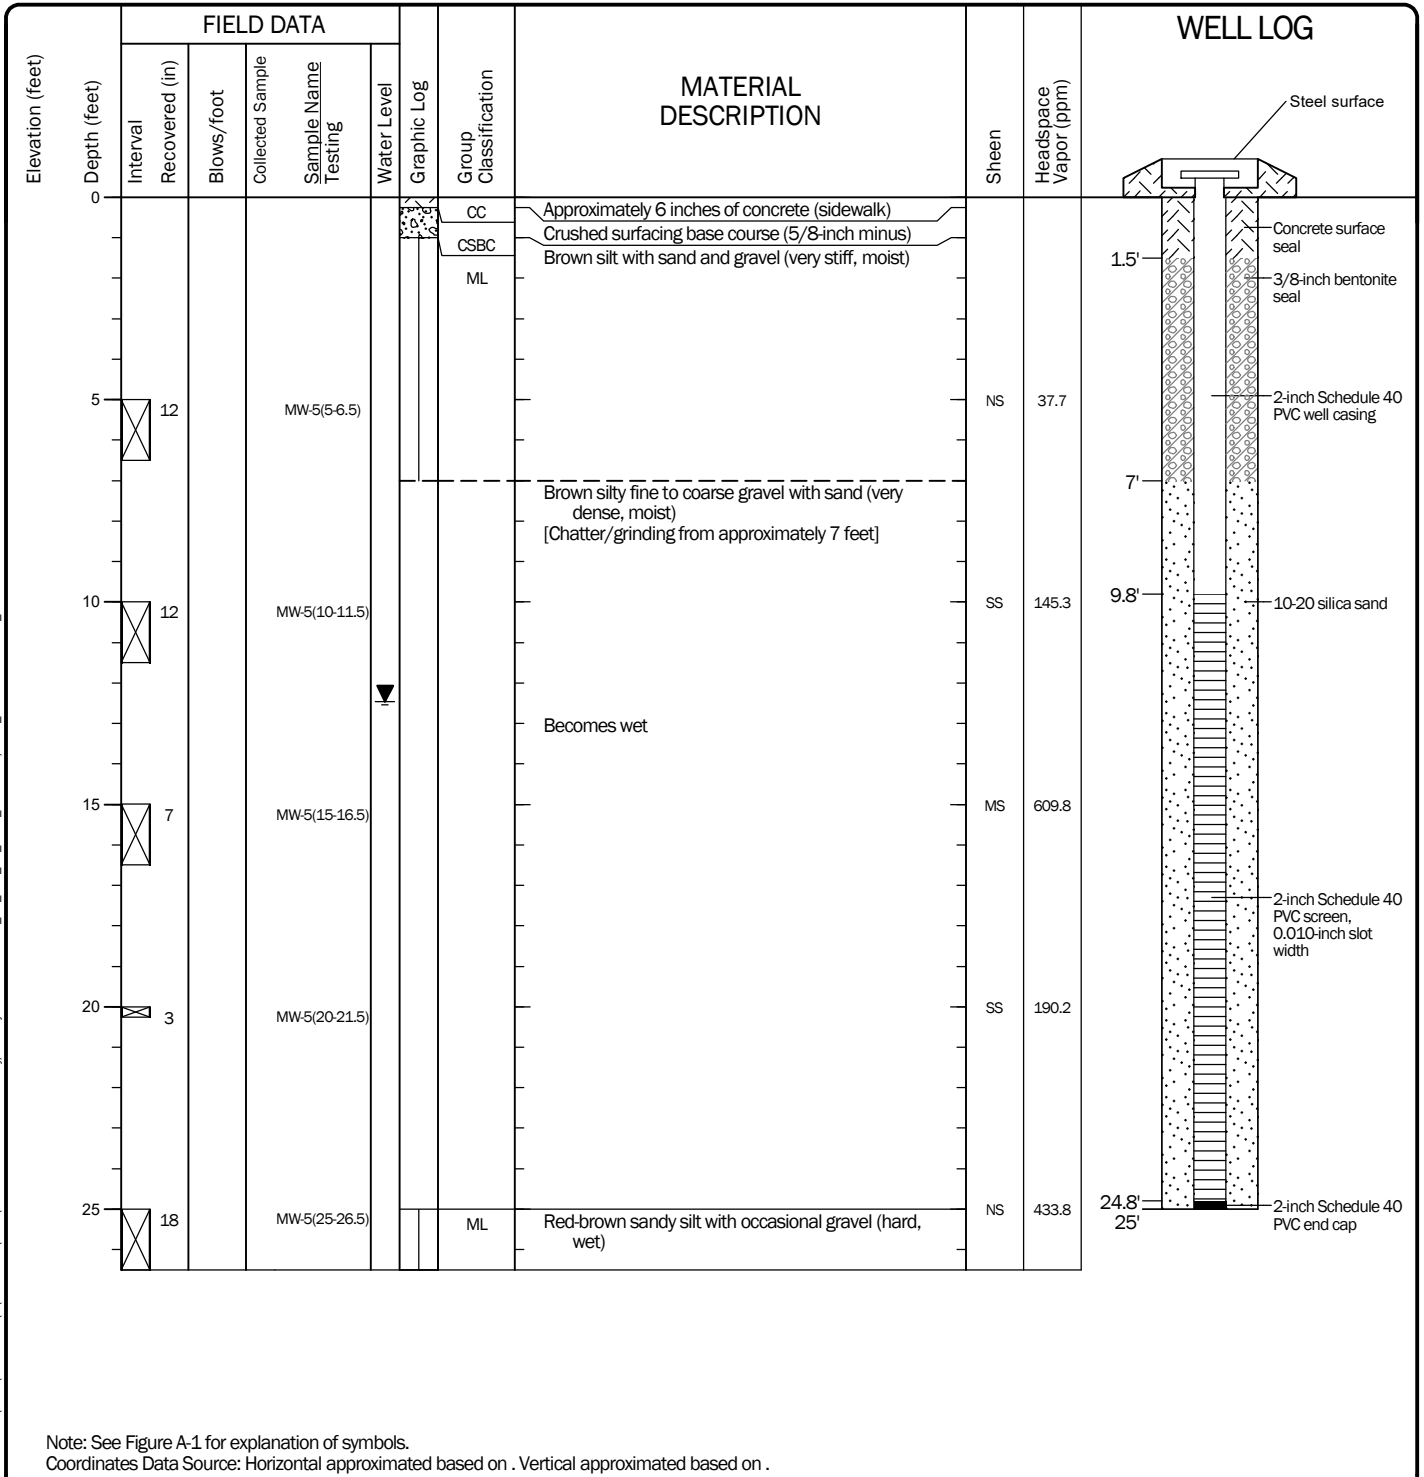 FIELD DATA
WELL LOG
Elevation (feet)
Depth (feet)
Interval
Recovered (in)
Blows/foot
Collected Sample
Sample Name
Testing
Water Level
Graphic Log
Group
Classification
MATERIAL
DESCRIPTION
Sheen
Headspace
Vapor (ppm)
Steel surface
0
CC
Approximately 6 inches of concrete (sidewalk)
CSBC
Crushed surfacing base course (5/8-inch minus)
ML
Brown silt with sand and gravel (very stiff, moist)
Concrete surface
seal
1.5'
3/8-inch bentonite
seal
5
12
MW-5(5-6.5)
NS
37.7
2-inch Schedule 40
PVC well casing
7'
Brown silty fine to coarse gravel with sand (very
dense, moist)
[Chatter/grinding from approximately 7 feet]
10
12
MW-5(10-11.5)
SS
145.3
9.8'
10-20 silica sand
Becomes wet
15
7
MW-5(15-16.5)
MS
609.8
2-inch Schedule 40
PVC screen,
0.010-inch slot
width
20
3
MW-5(20-21.5)
SS
190.2
25
18
MW-5(25-26.5)
ML
Red-brown sandy silt with occasional gravel (hard,
wet)
NS
433.8
24.8'
25'
2-inch Schedule 40
PVC end cap
Note: See Figure A-1 for explanation of symbols.
Coordinates Data Source: Horizontal approximated based on . Vertical approximated based on .